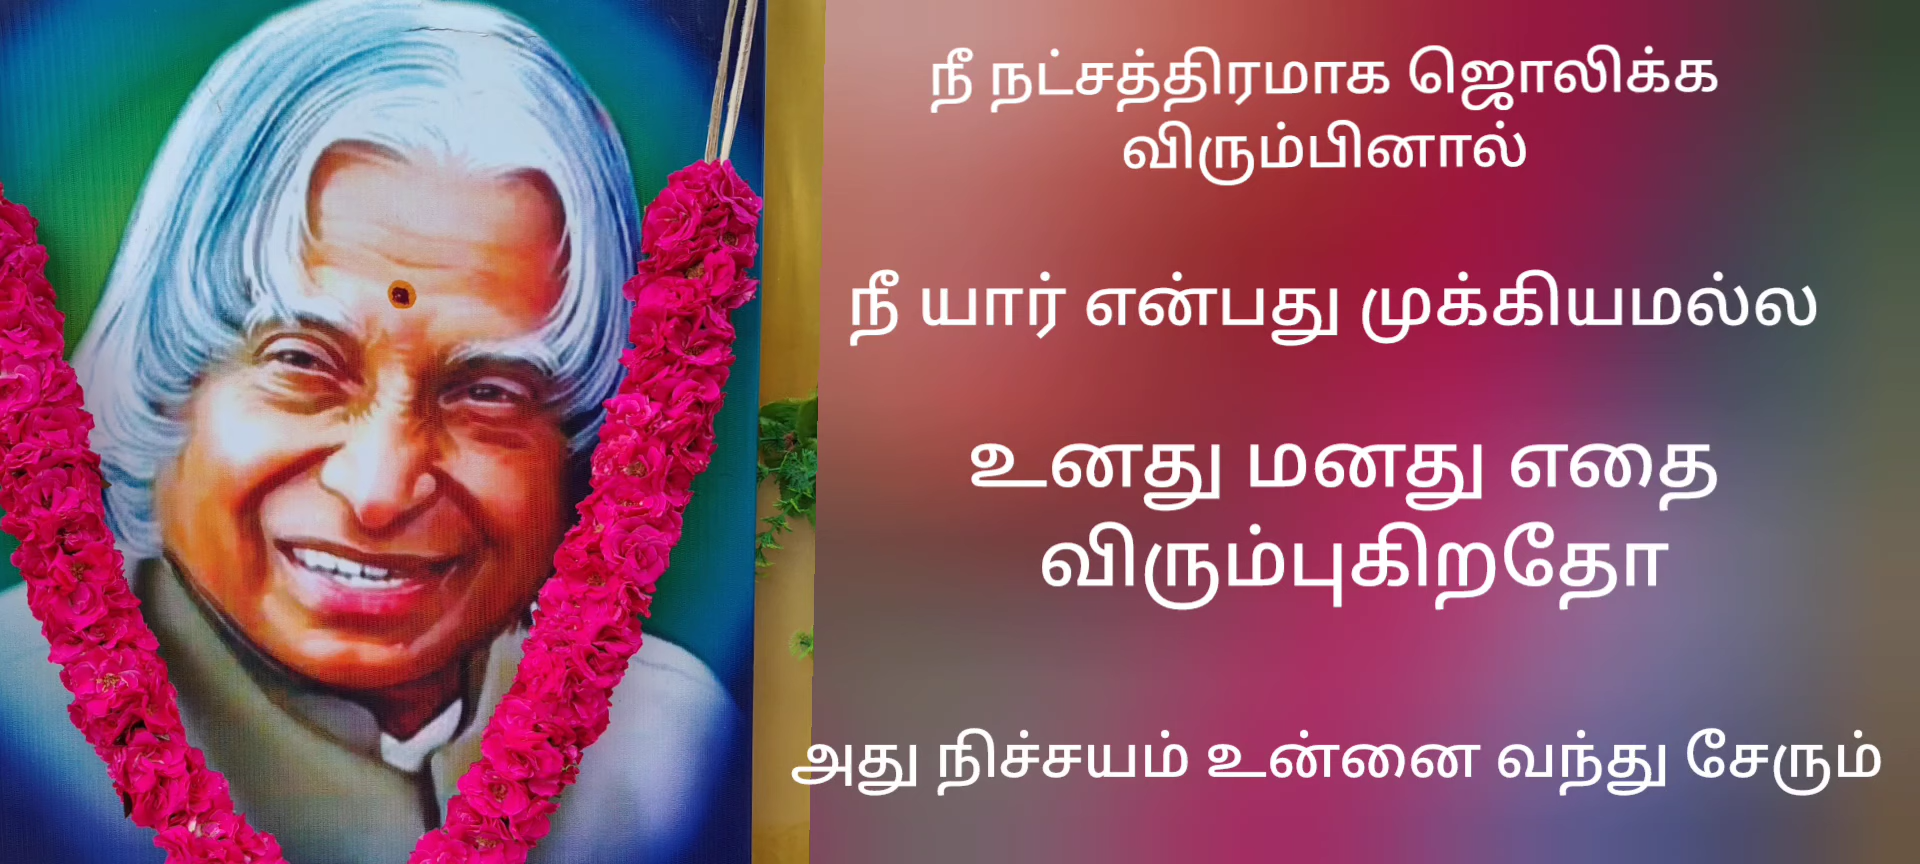 நீ நட்சத்திரமாக ஜொலிக்க
விரும்பினால்
நீ யார் என்பது முக்கியமல்ல
உனது மனது எதை
விரும்புகிறதோ
அது நிச்சயம் உன்னை வந்து சேரும்